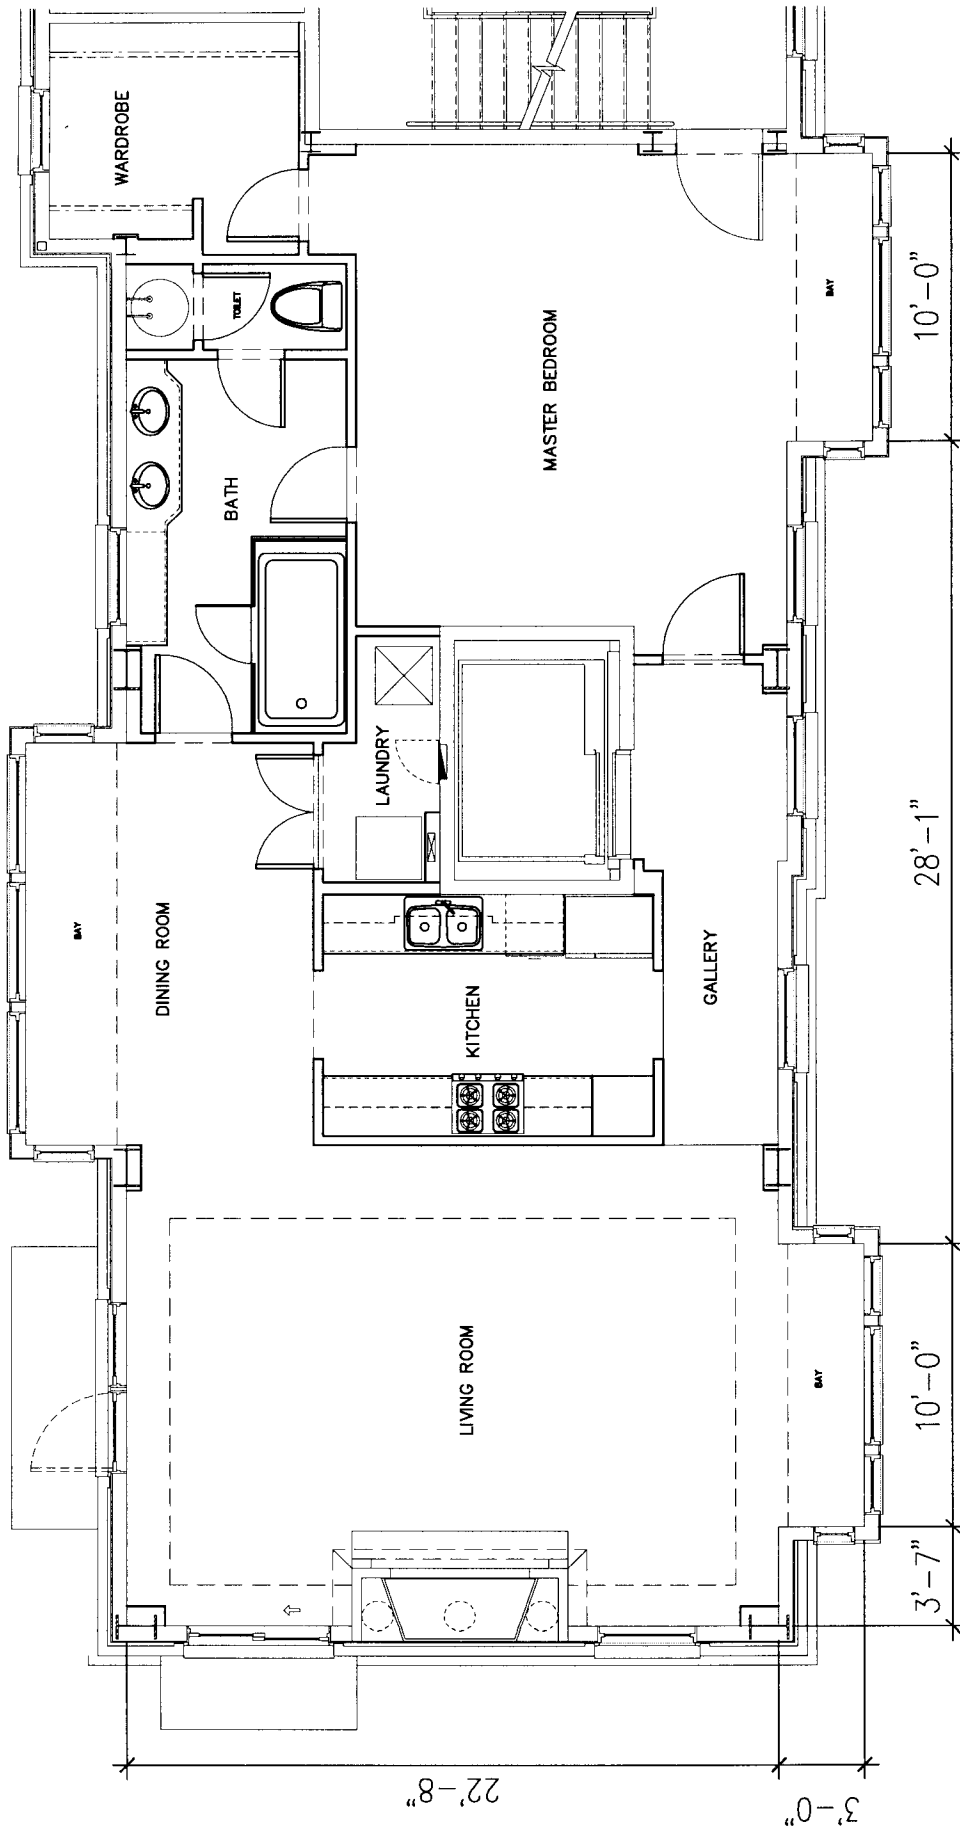 WARDROBE
TOILET
BATH
MASTER BEDROOM
BAY
10'-0"
LAUNDRY
BAY
DINING ROOM
KITCHEN
GALLERY
28'-1"
LIVING ROOM
BAY
10'-0"
3'-7"
22'-8"
3'-0"